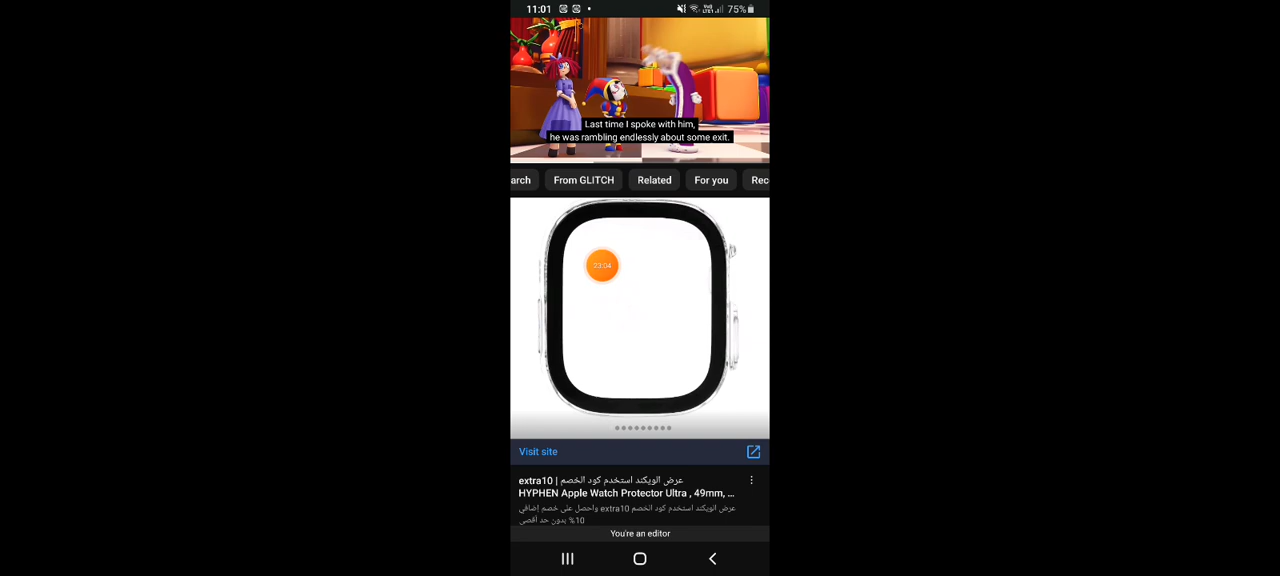 11:01
75%
Last time I spoke with him,
he was rambling endlessly about some exit.
arch From GLITCH Related For you Rec
23:04
Visit site
عرض الويكند استخدم كود الخصم | extra10
HYPHEN Apple Watch Protector Ultra , 49mm, ...
عرض الويكند استخدم كود الخصم extra10 واحصل على خصم إضافي
10% بدون حد أقصى
You're an editor